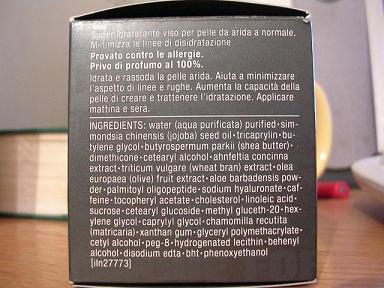 Super Idratatante viso per pelle da arida a normale.
Minimizza le linee di disidratazione
Provato contro le allergie.
Privo di profumo al 100%.
Idrata e rassoda la pelle arida. Aiuta a minimizzare
l'aspetto di linee e rughe. Aumenta la capacità della
pelle di creare e trattenere l'idratazione. Applicare
mattina e sera.
INGREDIENTS: water (aqua purificata) purified•sim-
mondsia chinensis (jojoba) seed oil•tricaprylin•bu-
tylene glycol•butyrospermum parkii (shea butter)•
dimethicone•cetearyl alcohol•ahnfeltia concinna
extract•triticum vulgare (wheat bran) extract•olea
europaea (olive) fruit extract•aloe barbadensis pow-
der•palmitoyl oligopeptide•sodium hyaluronate•caf-
feine•tocopheryl acetate•cholesterol•linoleic acid•
sucrose•cetearyl glucoside•methyl gluceth-20•hex-
ylene glycol•caprylyl glycol•chamomilla recutita
(matricaria)•xanthan gum•glyceryl polymethacrylate•
cetyl alcohol•peg-8•hydrogenated lecithin•behenyl
alcohol•disodium edta•bht•phenoxyethanol
[iln27773]